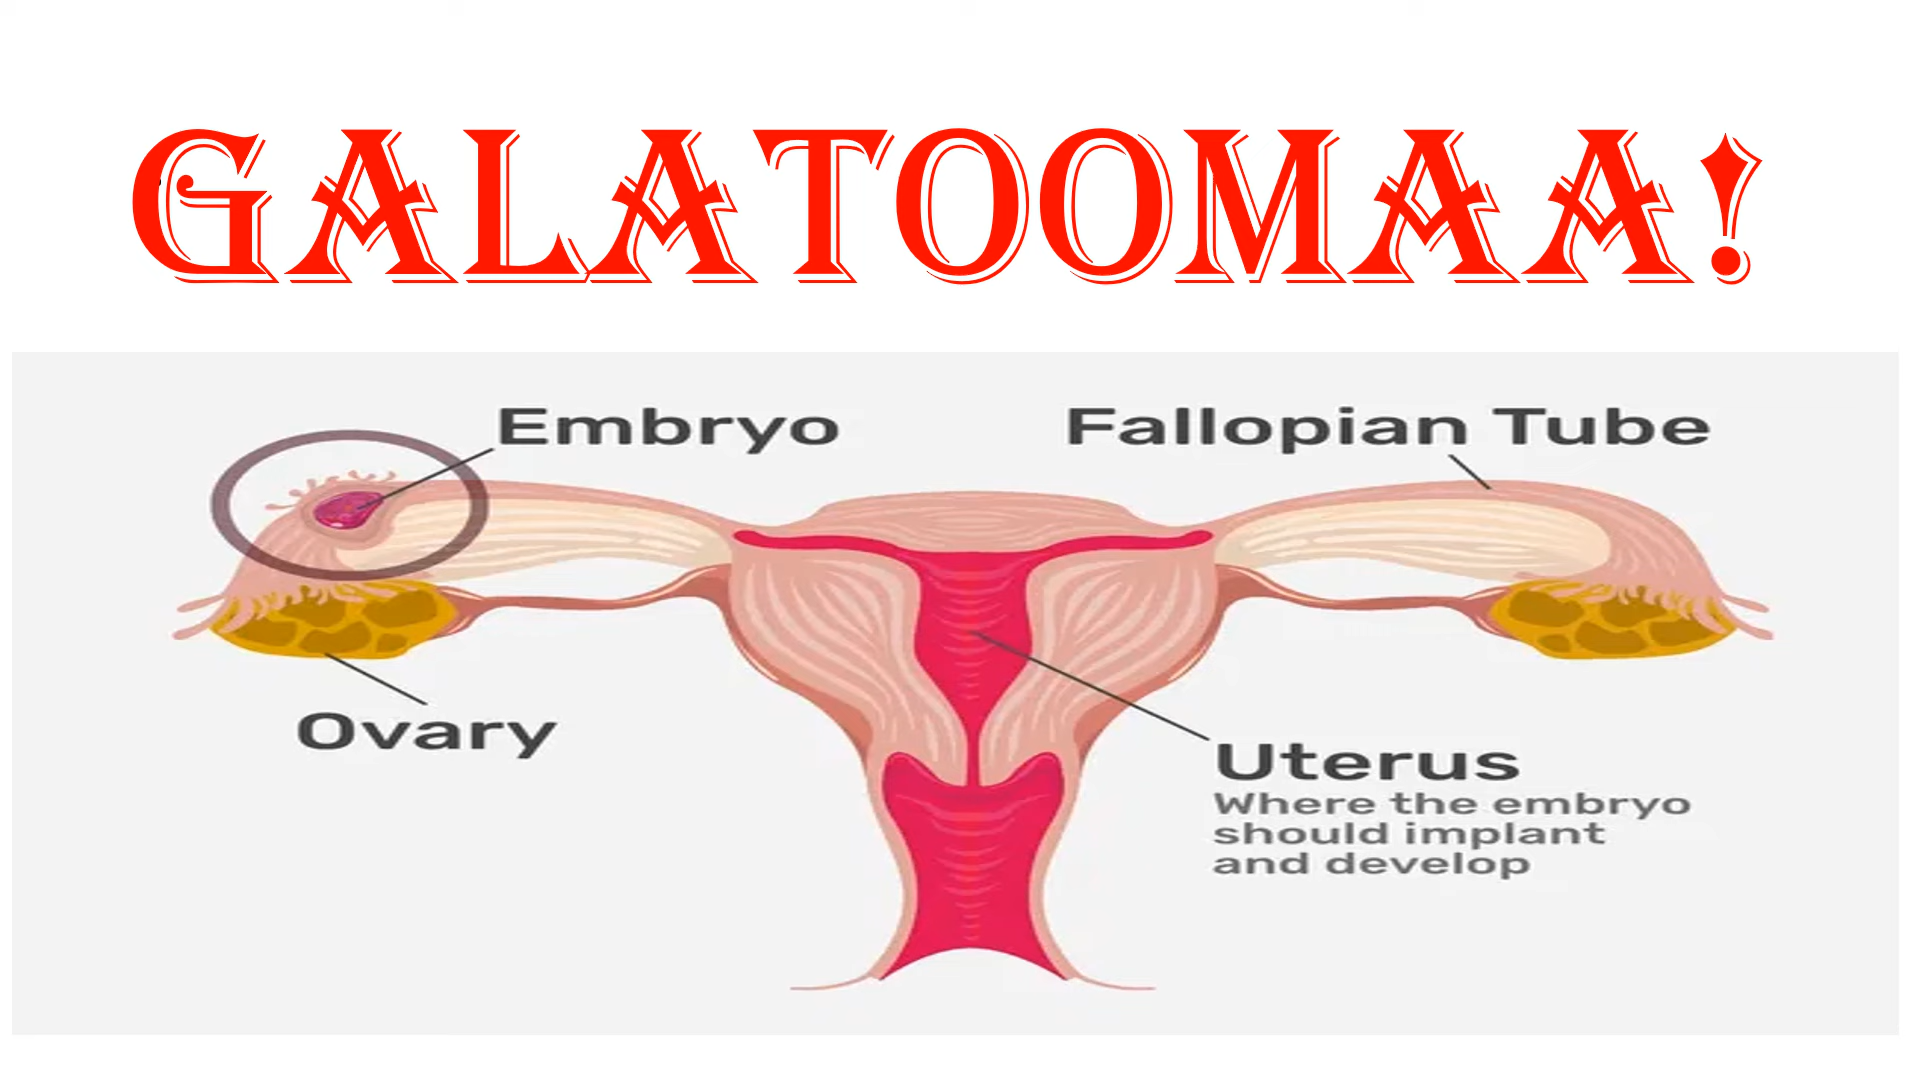 GALATOOMAA!
Embryo
Fallopian Tube
Ovary
Uterus
Where the embryo
should implant
and develop